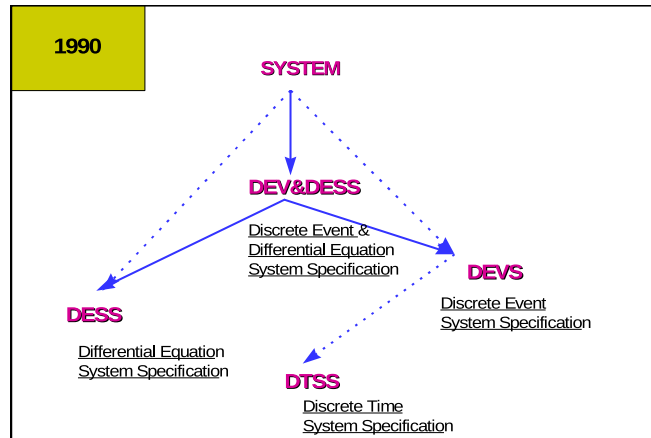 1990
SYSTEM
DEV&DESS
Discrete Event &
Differential Equation
System Specification
DEVS
Discrete Event
System Specification
DESS
Differential Equation
System Specification
DTSS
Discrete Time
System Specification